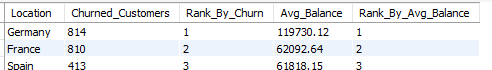 Location Churned_Customers Rank_By_Churn Avg_Balance Rank_By_Avg_Balance
Germany 814 1 119730.12 1
France 810 2 62092.64 2
Spain 413 3 61818.15 3